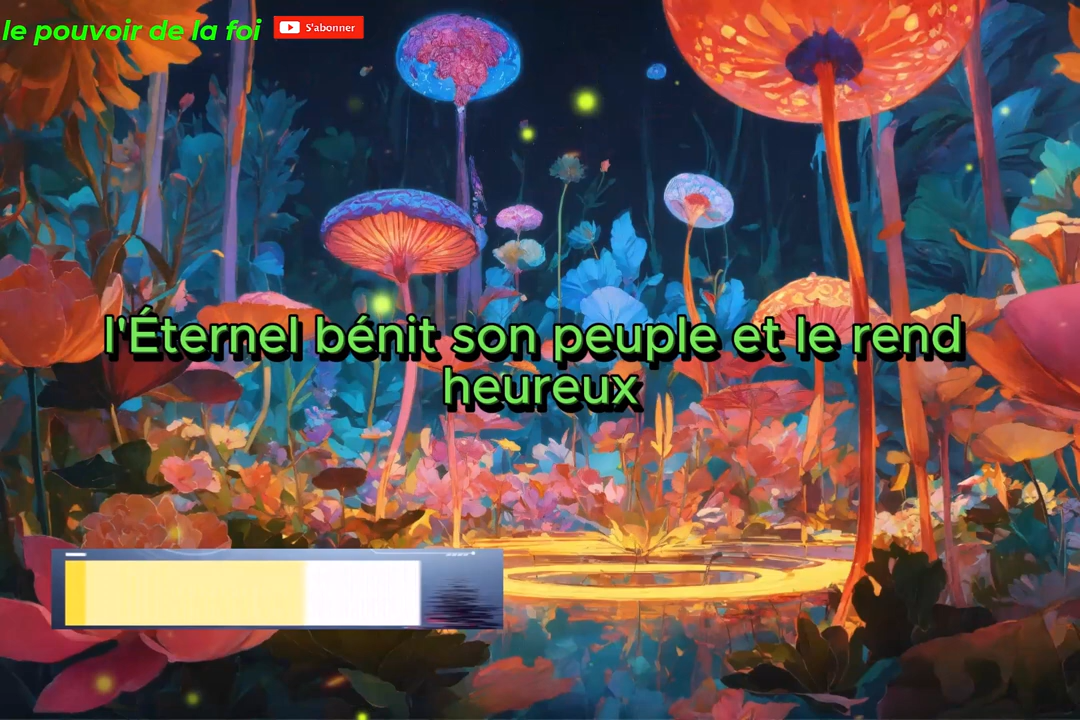 le pouvoir de la foi
S'abonner
l'Éternel bénit son peuple et le rend
heureux